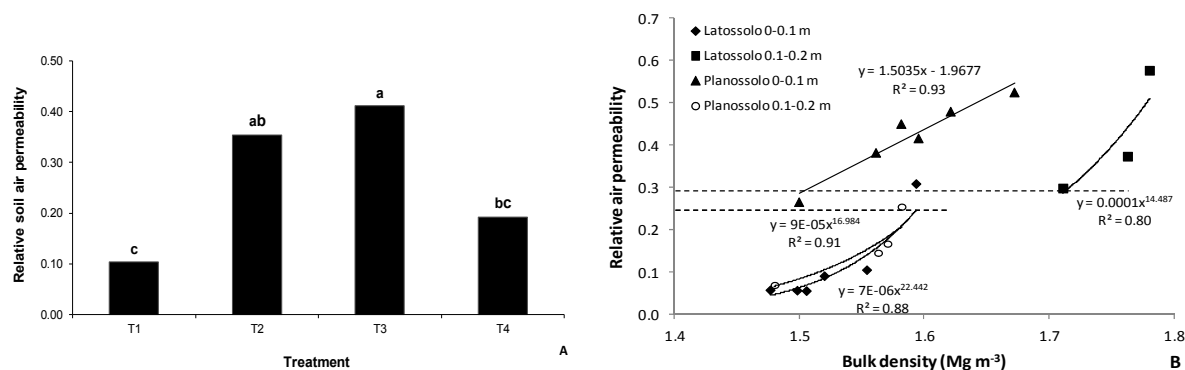 0.50
0.40
0.30
0.20
0.10
0.00
Relative soil air permeability
c
ab
a
bc
T1
T2
T3
T4
Treatment
A
0.7
0.6
0.5
0.4
0.3
0.2
0.1
0.0
Relative air permeability
Latossolo 0-0.1 m
Latossolo 0.1-0.2 m
Planossolo 0-0.1 m
Planossolo 0.1-0.2 m
y = 1.5035x - 1.9677
R² = 0.93
y = 0.0001x^14.487
R² = 0.80
y = 9E-05x^16.984
R² = 0.91
y = 7E-06x^22.442
R² = 0.88
1.4
1.5
1.6
1.7
1.8
Bulk density (Mg m⁻³)
B